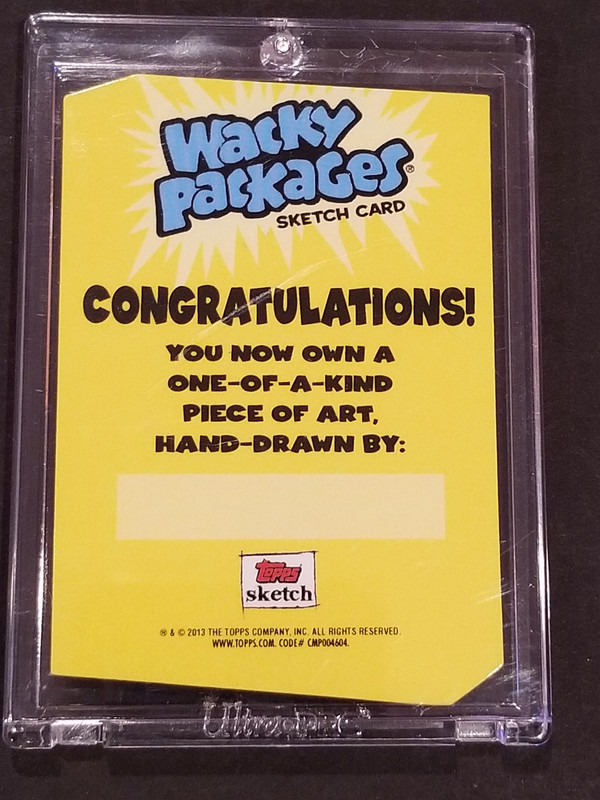 Wacky
Packages®
SKETCH CARD
CONGRATULATIONS!
YOU NOW OWN A
ONE-OF-A-KIND
PIECE OF ART,
HAND-DRAWN BY:
topps
sketch
® & © 2013 THE TOPPS COMPANY, INC. ALL RIGHTS RESERVED.
WWW.TOPPS.COM. CODE# CMP004604.